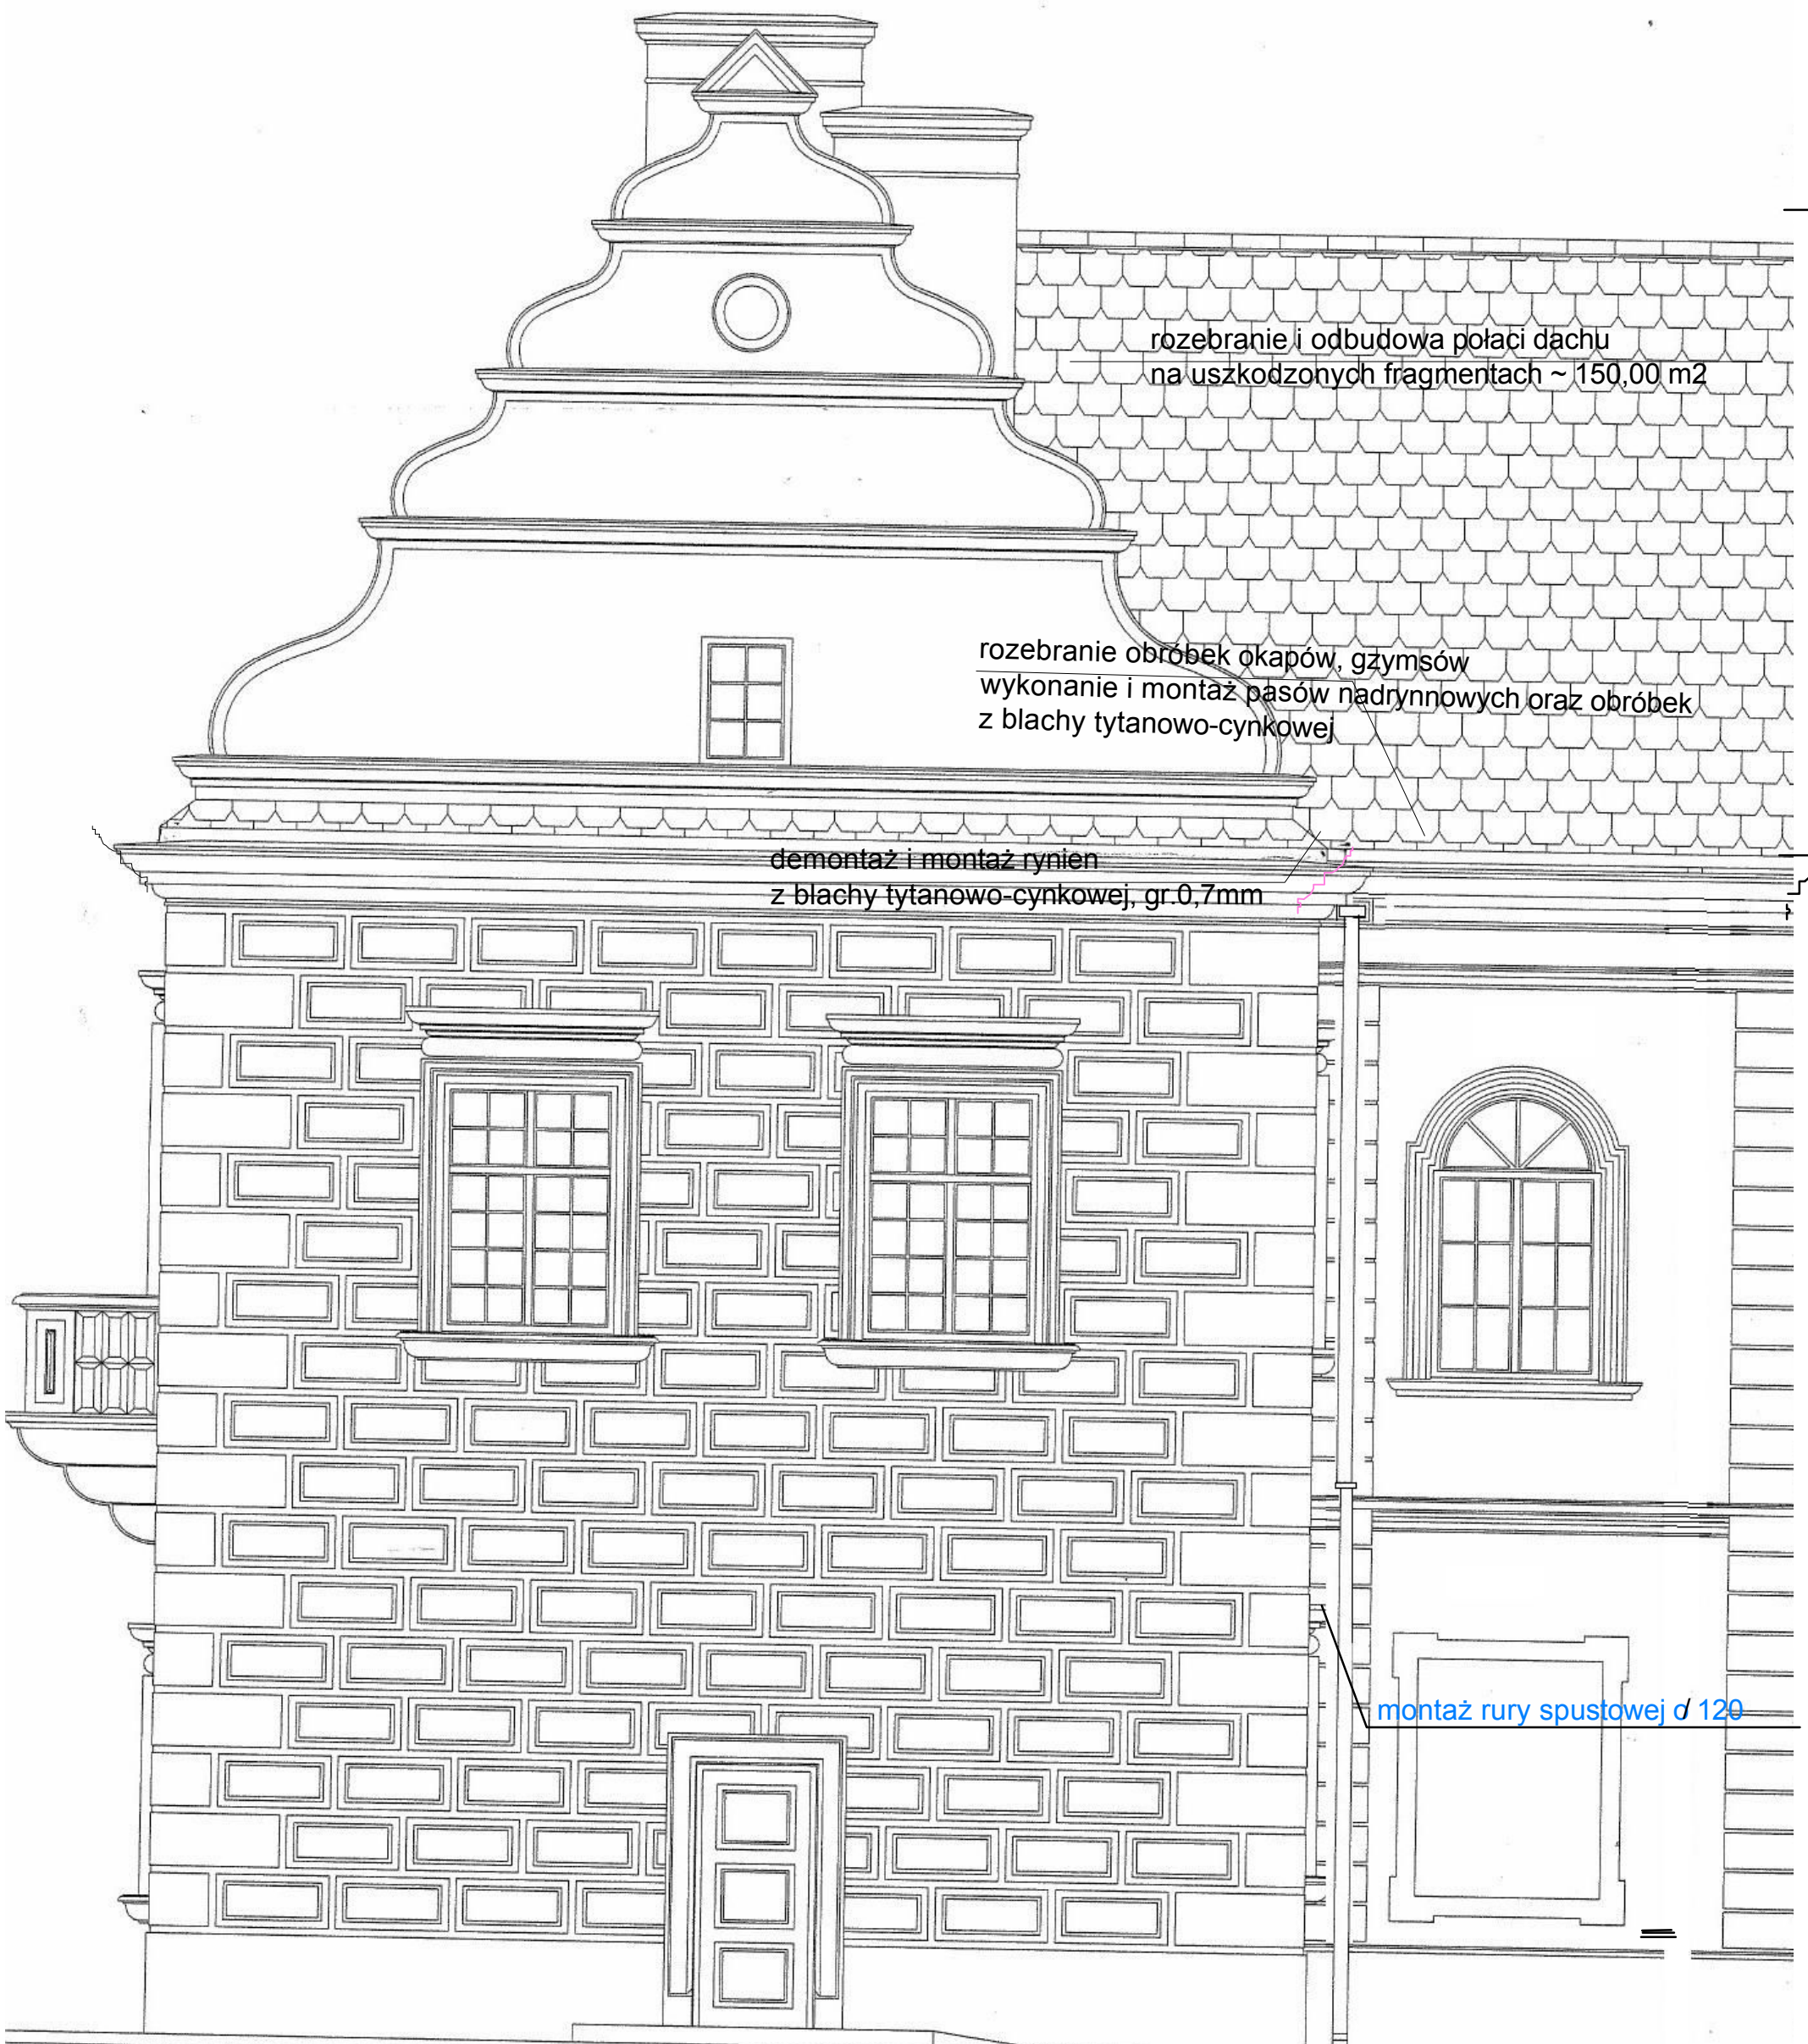 rozebranie i odbudowa połaci dachu
na uszkodzonych fragmentach ~ 150,00 m2
rozebranie obróbek okapów, gzymsów
wykonanie i montaż pasów nadrynnowych oraz obróbek
z blachy tytanowo-cynkowej
demontaż i montaż rynien
z blachy tytanowo-cynkowej, gr.0,7mm
montaż rury spustowej o/ 120